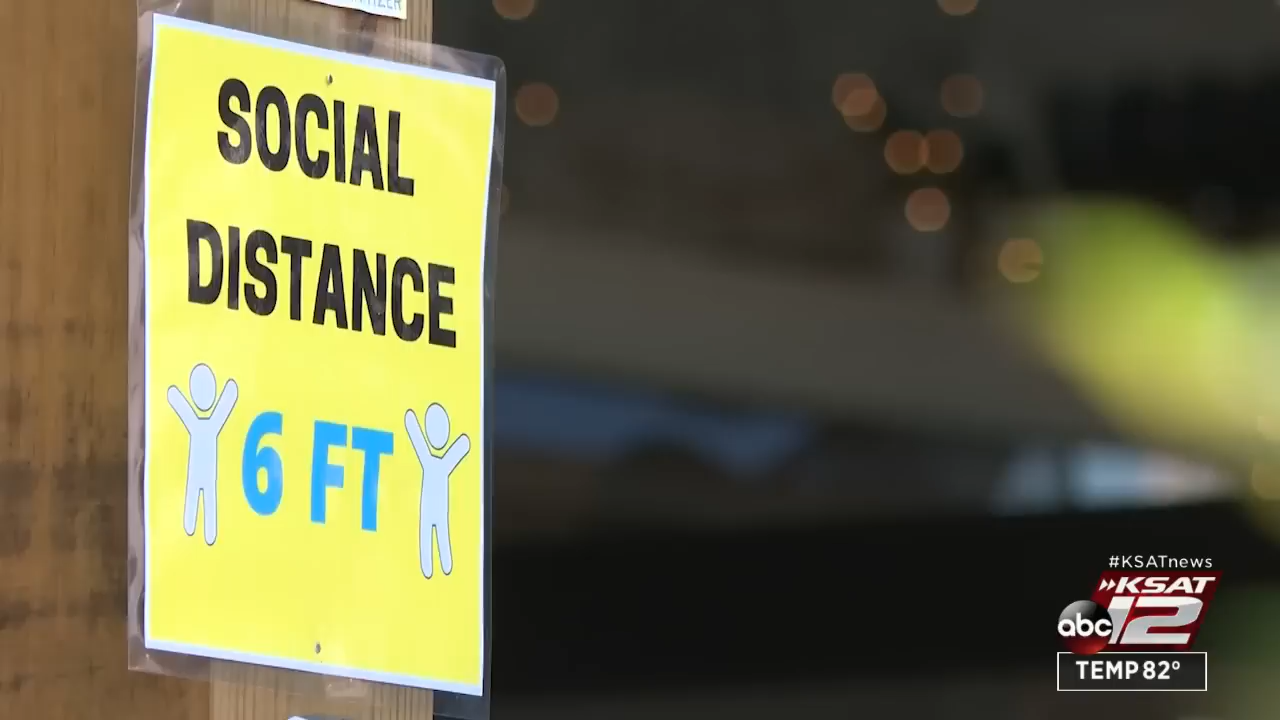 SOCIAL
DISTANCE
6 FT
#KSATnews
KSAT
abc 12
TEMP 82°